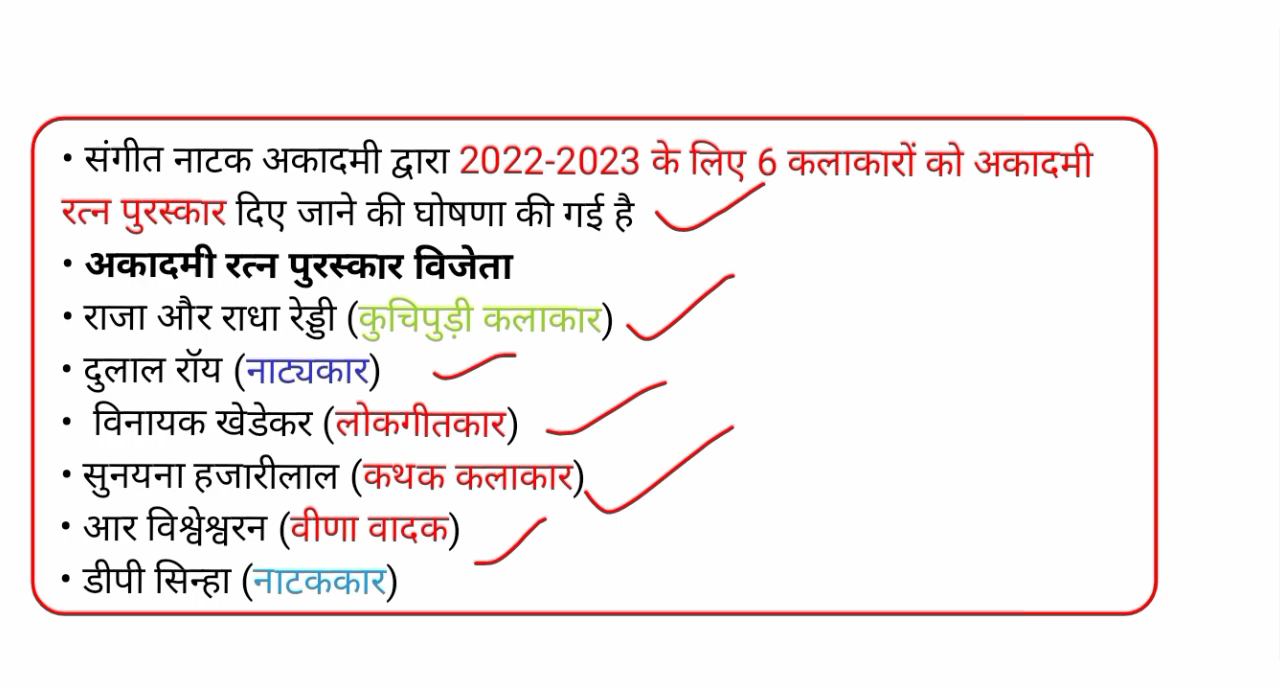 • संगीत नाटक अकादमी द्वारा 2022-2023 के लिए 6 कलाकारों को अकादमी
रत्न पुरस्कार दिए जाने की घोषणा की गई है
• अकादमी रत्न पुरस्कार विजेता
• राजा और राधा रेड्डी (कुचिपुड़ी कलाकार)
• दुलाल रॉय (नाट्यकार)
• विनायक खेडेकर (लोकगीतकार)
• सुनयना हजारीलाल (कथक कलाकार)
• आर विश्वेश्वरन (वीणा वादक)
• डीपी सिन्हा (नाटककार)